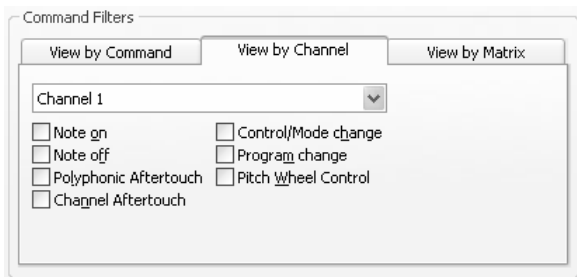 Command Filters
View by Command View by Channel View by Matrix
Channel 1
Note on Control/Mode change
Note off Program change
Polyphonic Aftertouch Pitch Wheel Control
Channel Aftertouch